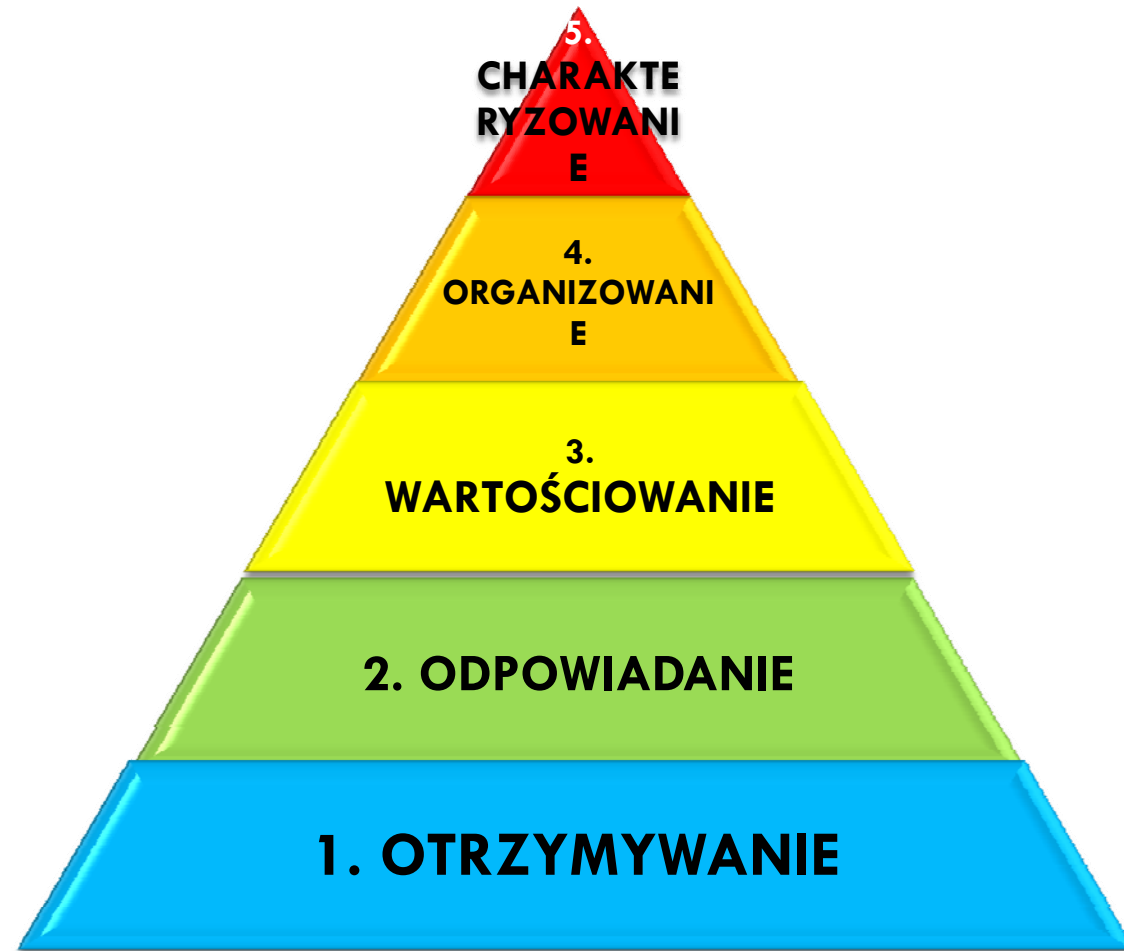 5.
CHARAKTE
RYZOWANI
E
4.
ORGANIZOWANI
E
3.
WARTOŚCIOWANIE
2. ODPOWIADANIE
1. OTRZYMYWANIE